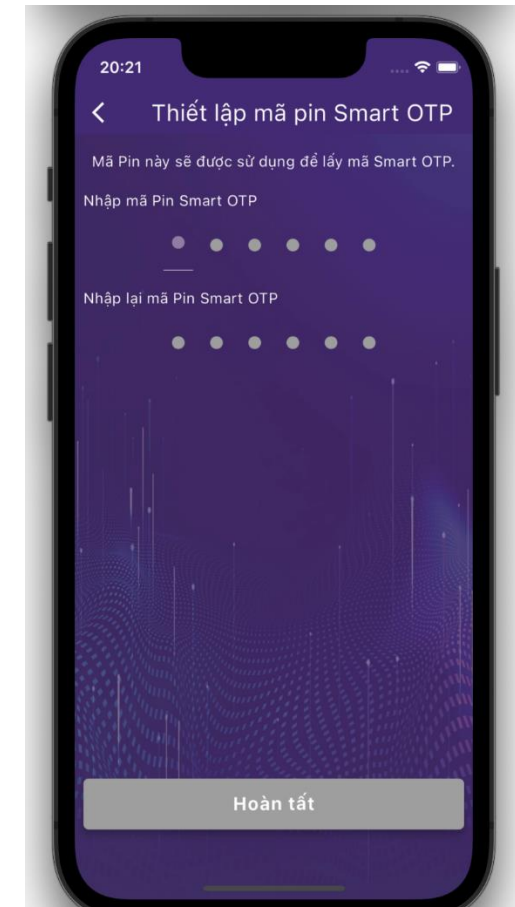 20:21
Thiết lập mã pin Smart OTP
Mã Pin này sẽ được sử dụng để lấy mã Smart OTP.
Nhập mã Pin Smart OTP
Nhập lại mã Pin Smart OTP
Hoàn tất